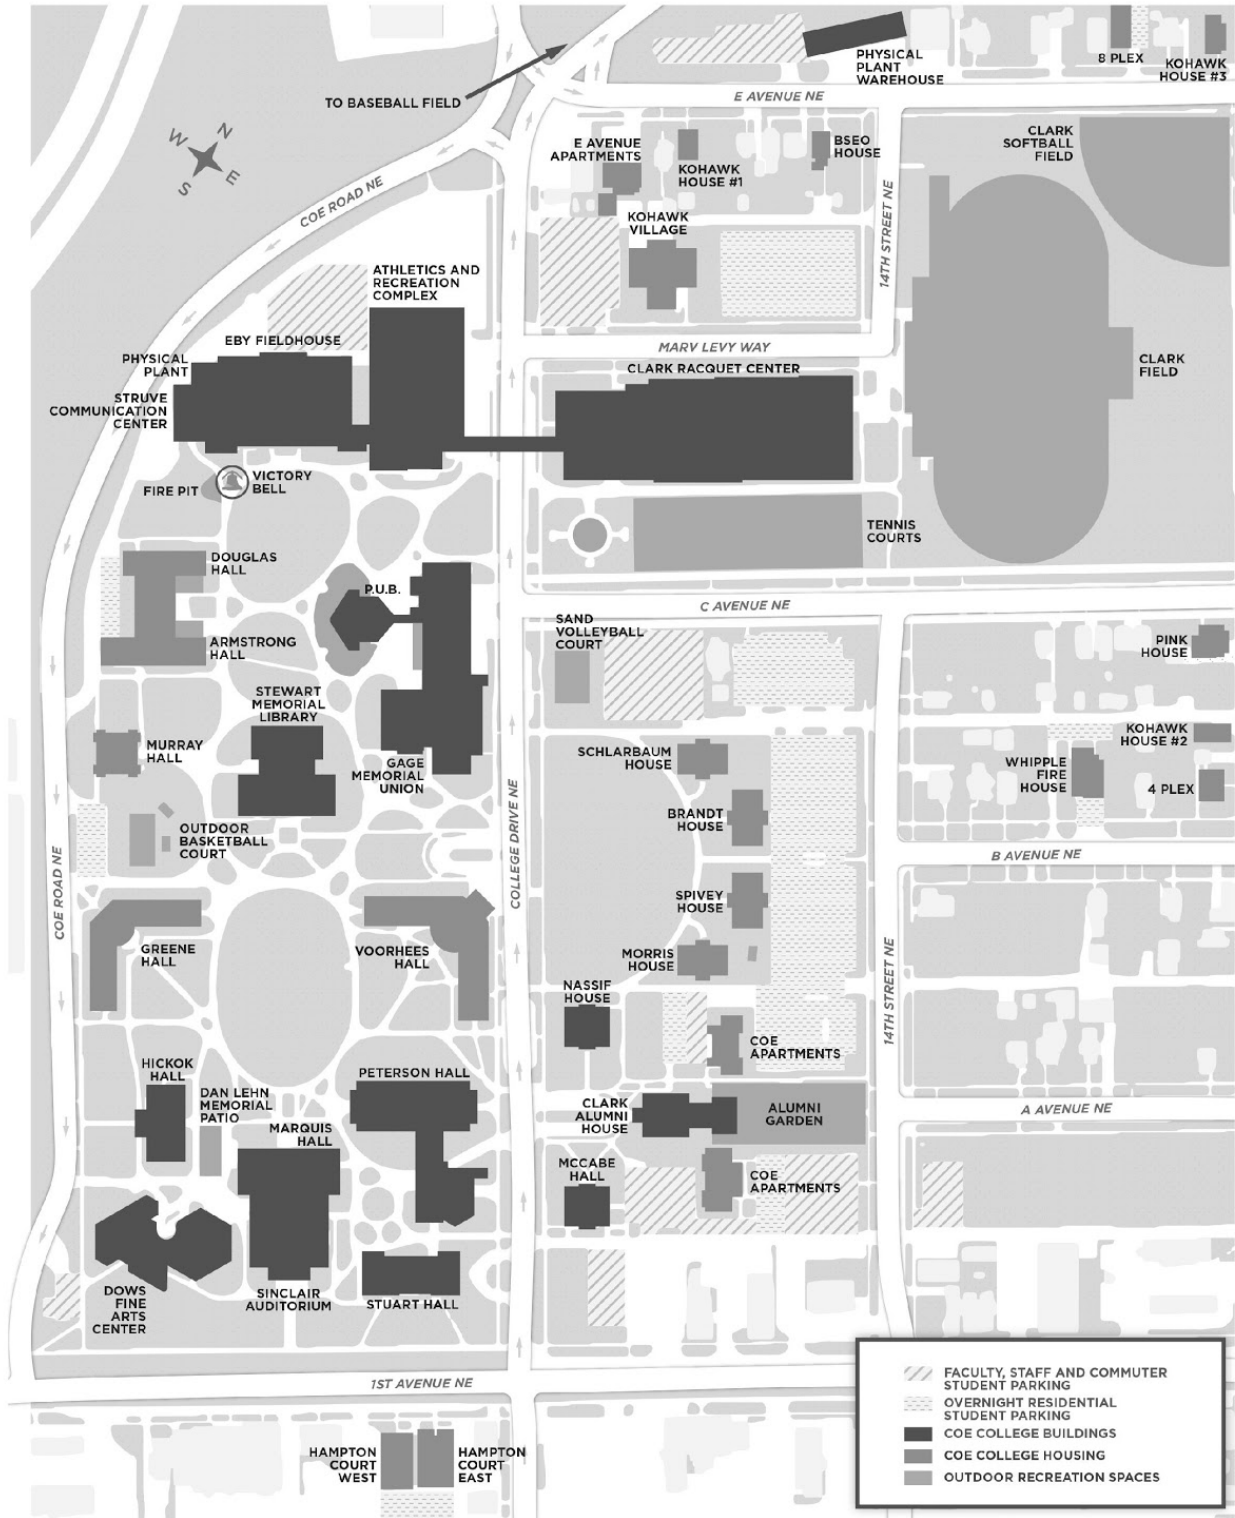 PHYSICAL
PLANT
WAREHOUSE
8 PLEX
KOHAWK
HOUSE #3
TO BASEBALL FIELD
E AVENUE NE
N
W
E
S
E AVENUE
APARTMENTS
KOHAWK
HOUSE #1
BSEO
HOUSE
CLARK
SOFTBALL
FIELD
COE ROAD NE
KOHAWK
VILLAGE
14TH STREET NE
ATHLETICS AND
RECREATION
COMPLEX
EBY FIELDHOUSE
MARV LEVY WAY
PHYSICAL
PLANT
CLARK RACQUET CENTER
CLARK
FIELD
STRUVE
COMMUNICATION
CENTER
VICTORY
BELL
FIRE PIT
TENNIS
COURTS
DOUGLAS
HALL
P.U.B.
C AVENUE NE
SAND
VOLLEYBALL
COURT
ARMSTRONG
HALL
PINK
HOUSE
STEWART
MEMORIAL
LIBRARY
MURRAY
HALL
GAGE
MEMORIAL
UNION
SCHLARBAUM
HOUSE
KOHAWK
HOUSE #2
WHIPPLE
FIRE
HOUSE
4 PLEX
BRANDT
HOUSE
OUTDOOR
BASKETBALL
COURT
COLLEGE DRIVE NE
B AVENUE NE
COE ROAD NE
SPIVEY
HOUSE
GREENE
HALL
VOORHEES
HALL
MORRIS
HOUSE
14TH STREET NE
NASSIF
HOUSE
COE
APARTMENTS
HICKOK
HALL
DAN LEHN
MEMORIAL
PATIO
PETERSON HALL
MARQUIS
HALL
CLARK
ALUMNI
HOUSE
ALUMNI
GARDEN
A AVENUE NE
MCCABE
HALL
COE
APARTMENTS
DOWS
FINE
ARTS
CENTER
SINCLAIR
AUDITORIUM
STUART HALL
1ST AVENUE NE
FACULTY, STAFF AND COMMUTER
STUDENT PARKING
OVERNIGHT RESIDENTIAL
STUDENT PARKING
COE COLLEGE BUILDINGS
COE COLLEGE HOUSING
OUTDOOR RECREATION SPACES
HAMPTON
COURT
WEST
HAMPTON
COURT
EAST